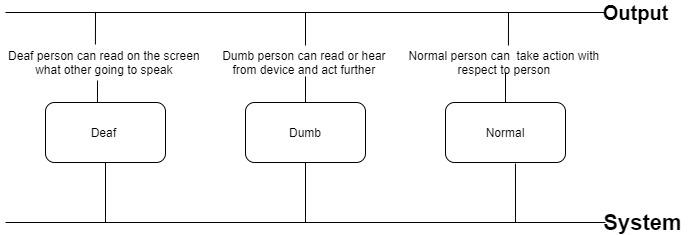 Output
Deaf person can read on the screen
what other going to speak
Dumb person can read or hear
from device and act further
Normal person can  take action with
respect to person
Deaf
Dumb
Normal
System